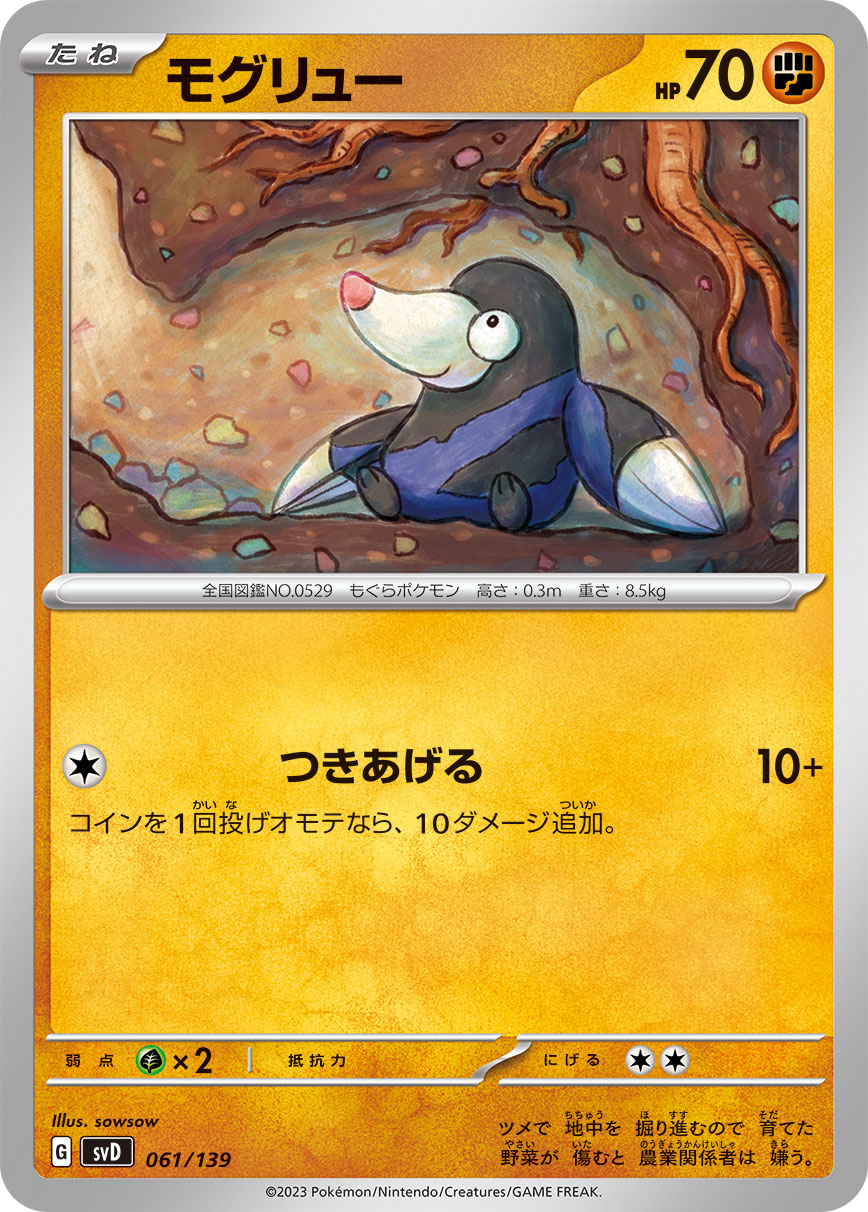 たね
モグリュー
HP70
全国図鑑NO.0529 もぐらポケモン 高さ:0.3m 重さ:8.5kg
つきあげる 10+
コインを1回投げオモテなら、10ダメージ追加。
弱点 ×2 抵抗力 にげる
Illus. sowsow
ツメで 地中を 掘り進むので 育てた
野菜が 傷むと 農業関係者は 嫌う。
G svD 061/139
©2023 Pokémon/Nintendo/Creatures/GAME FREAK.